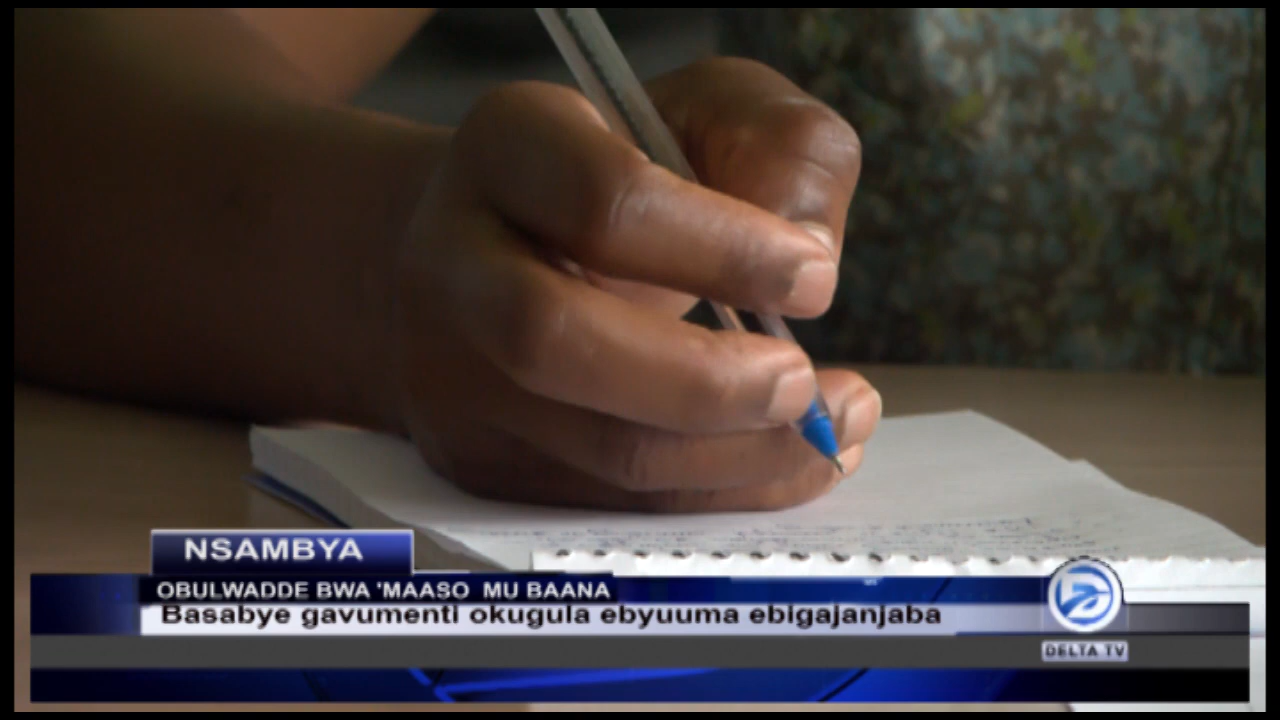 NSAMBYA
OBULWADDE BWA 'MAASO MU BAANA
Basabye gavumenti okugula ebyuuma ebigajanjaba
DELTA TV